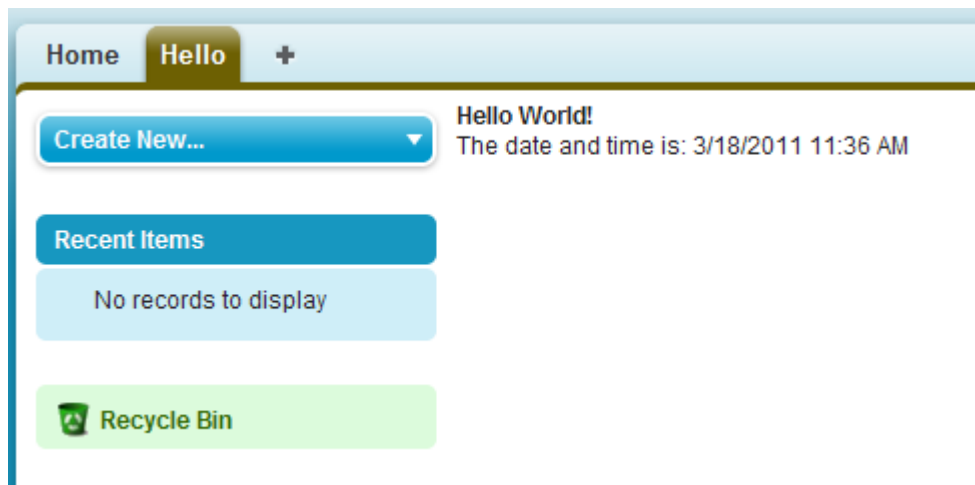 Home Hello +
Create New...
Hello World!
The date and time is: 3/18/2011 11:36 AM
Recent Items
No records to display
Recycle Bin